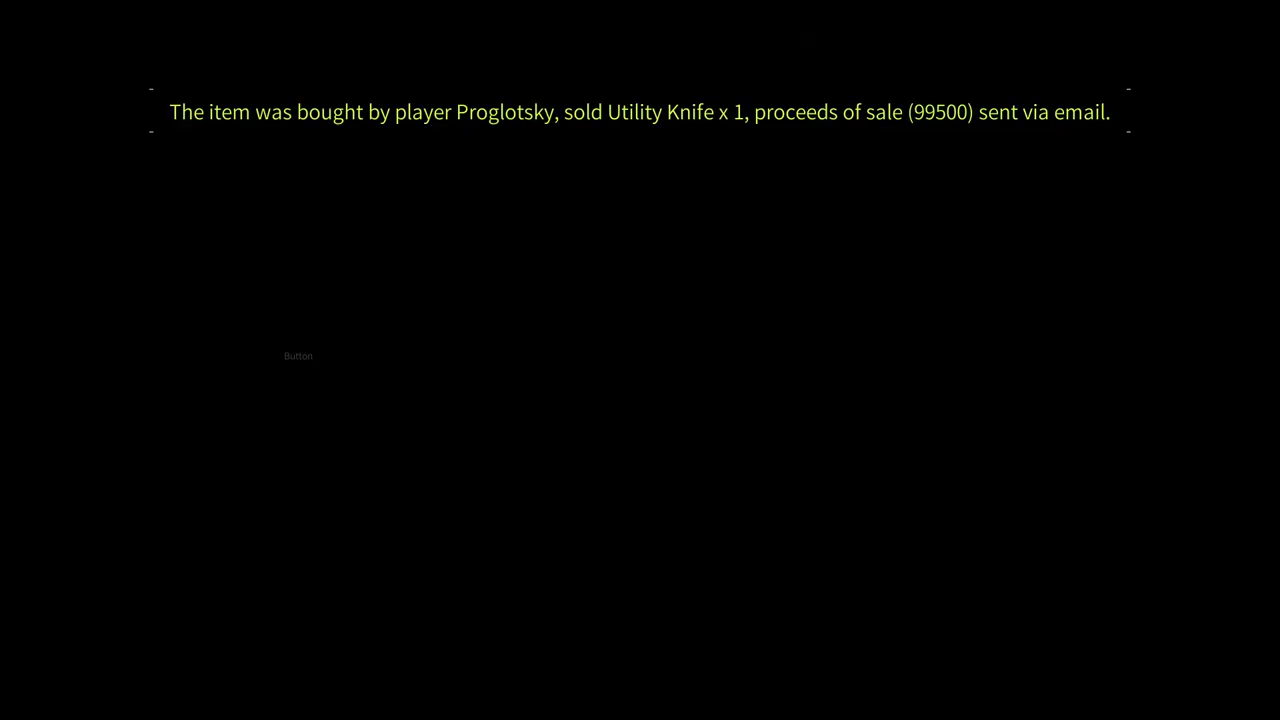 The item was bought by player Proglotsky, sold Utility Knife x 1, proceeds of sale (99500) sent via email.
Button